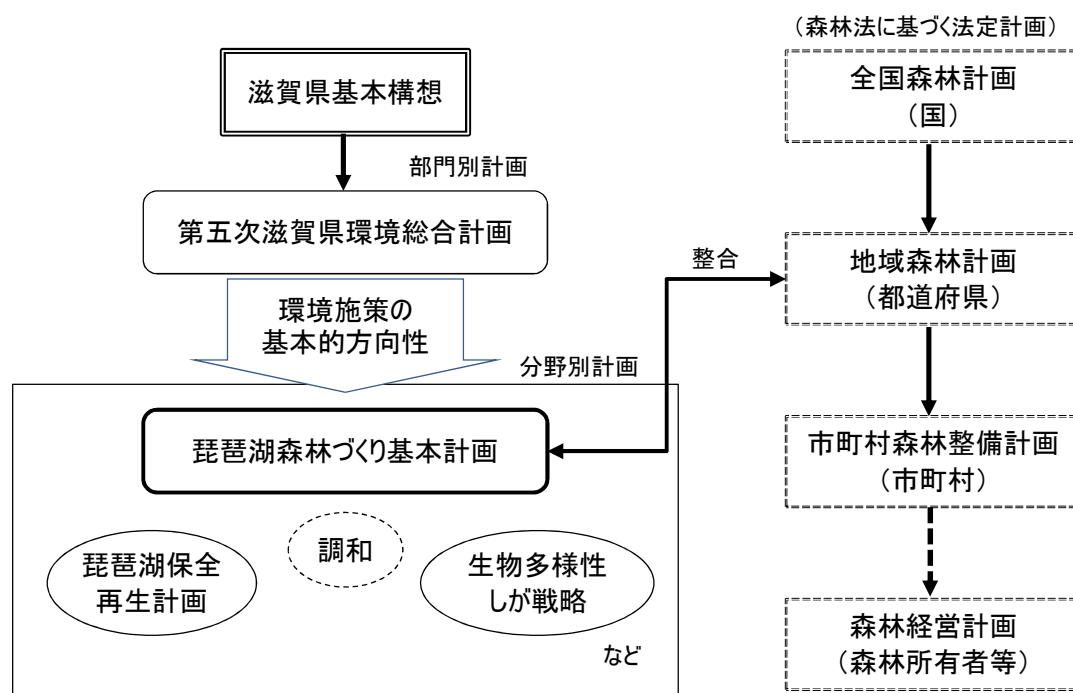 滋賀県基本構想
部門別計画
第五次滋賀県環境総合計画
環境施策の
基本的方向性
分野別計画
琵琶湖森林づくり基本計画
調和
琵琶湖保全
再生計画
生物多様性
しが戦略
など
整合
（森林法に基づく法定計画）
全国森林計画
（国）
地域森林計画
（都道府県）
市町村森林整備計画
（市町村）
森林経営計画
（森林所有者等）